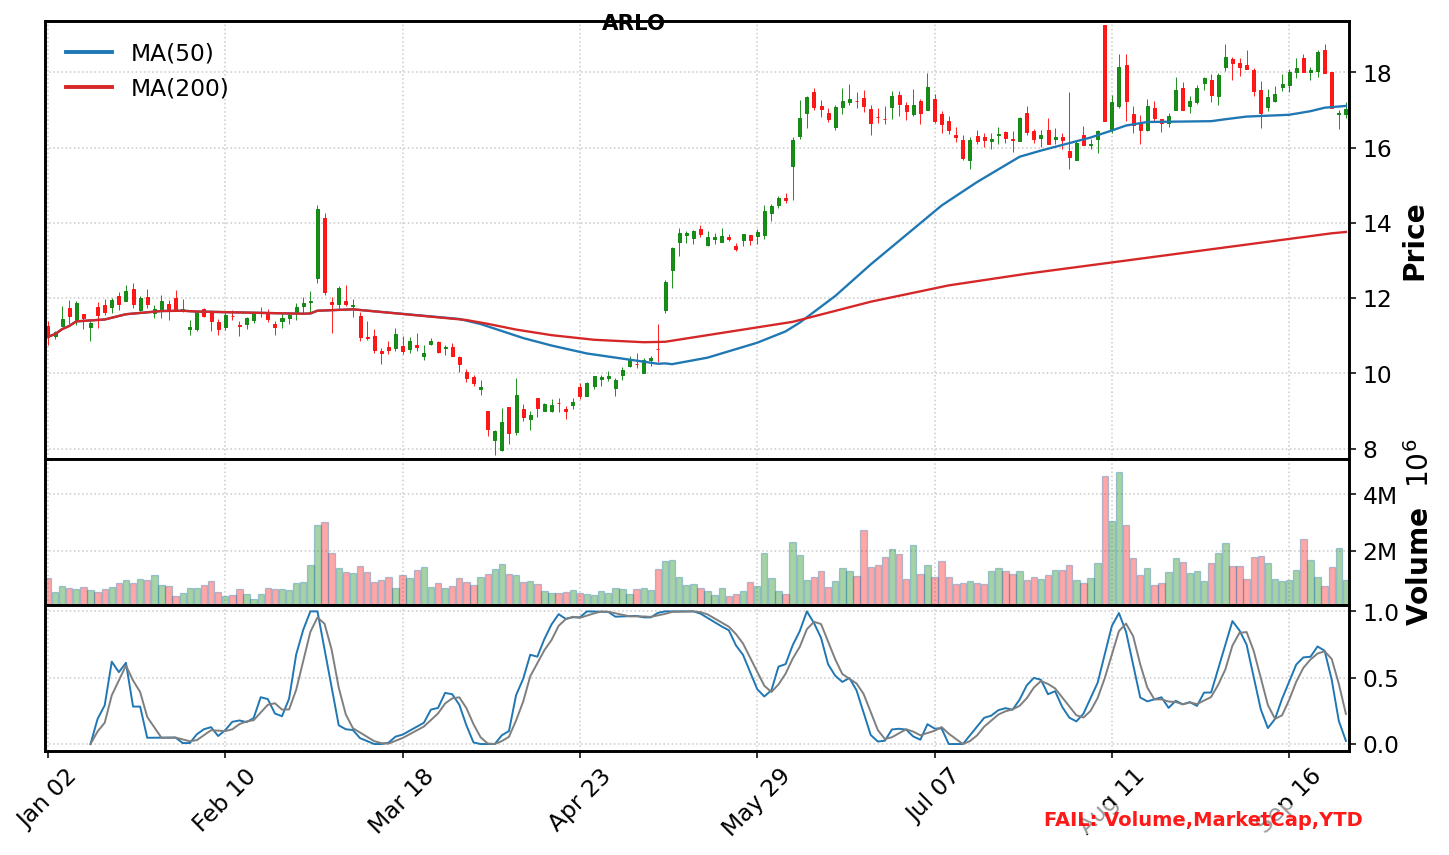 ARLO
MA(50)
MA(200)
18
16
14
12
10
8
Price
4M
2M
Volume 10⁶
1.0
0.5
0.0
Jan 02
Feb 10
Mar 18
Apr 23
May 29
Jul 07
Aug 11
Sep 16
FAIL: Volume,MarketCap,YTD